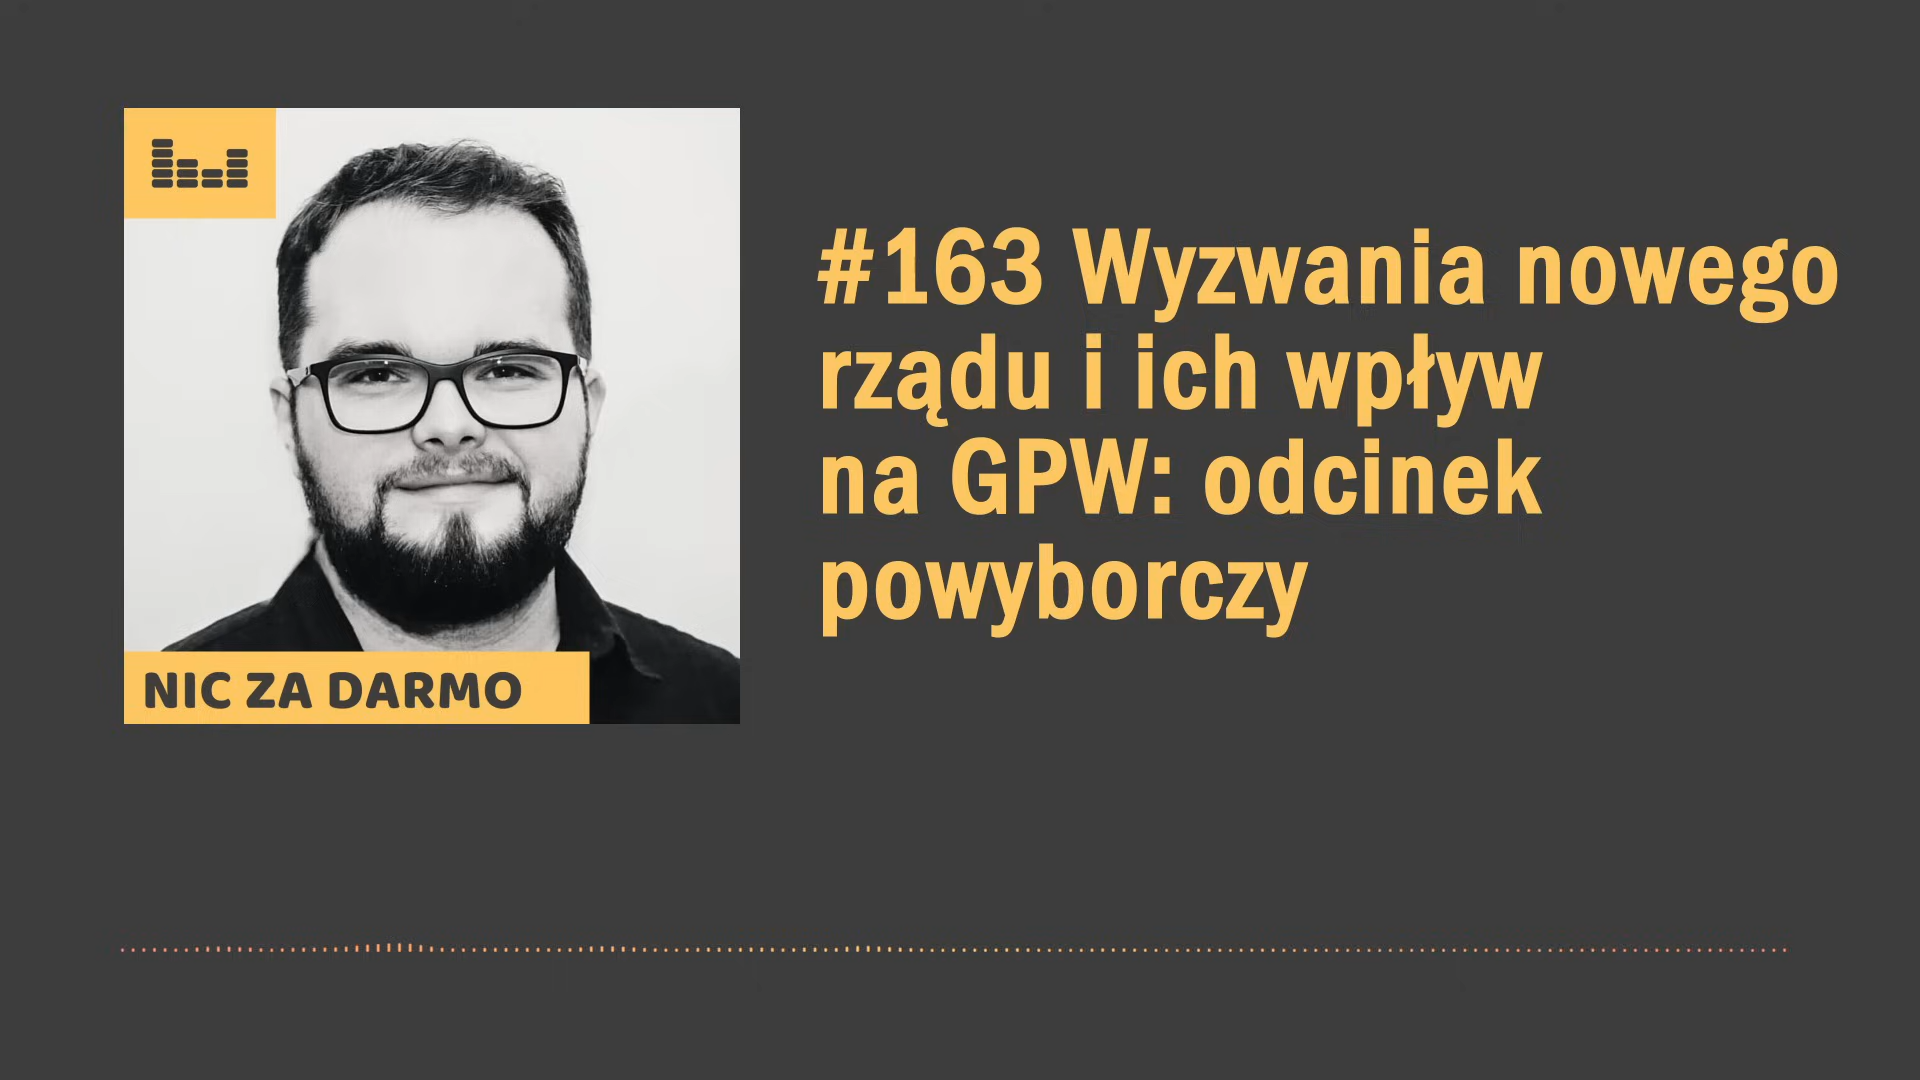 #163 Wyzwania nowego
rządu i ich wpływ
na GPW: odcinek
powyborczy
NIC ZA DARMO